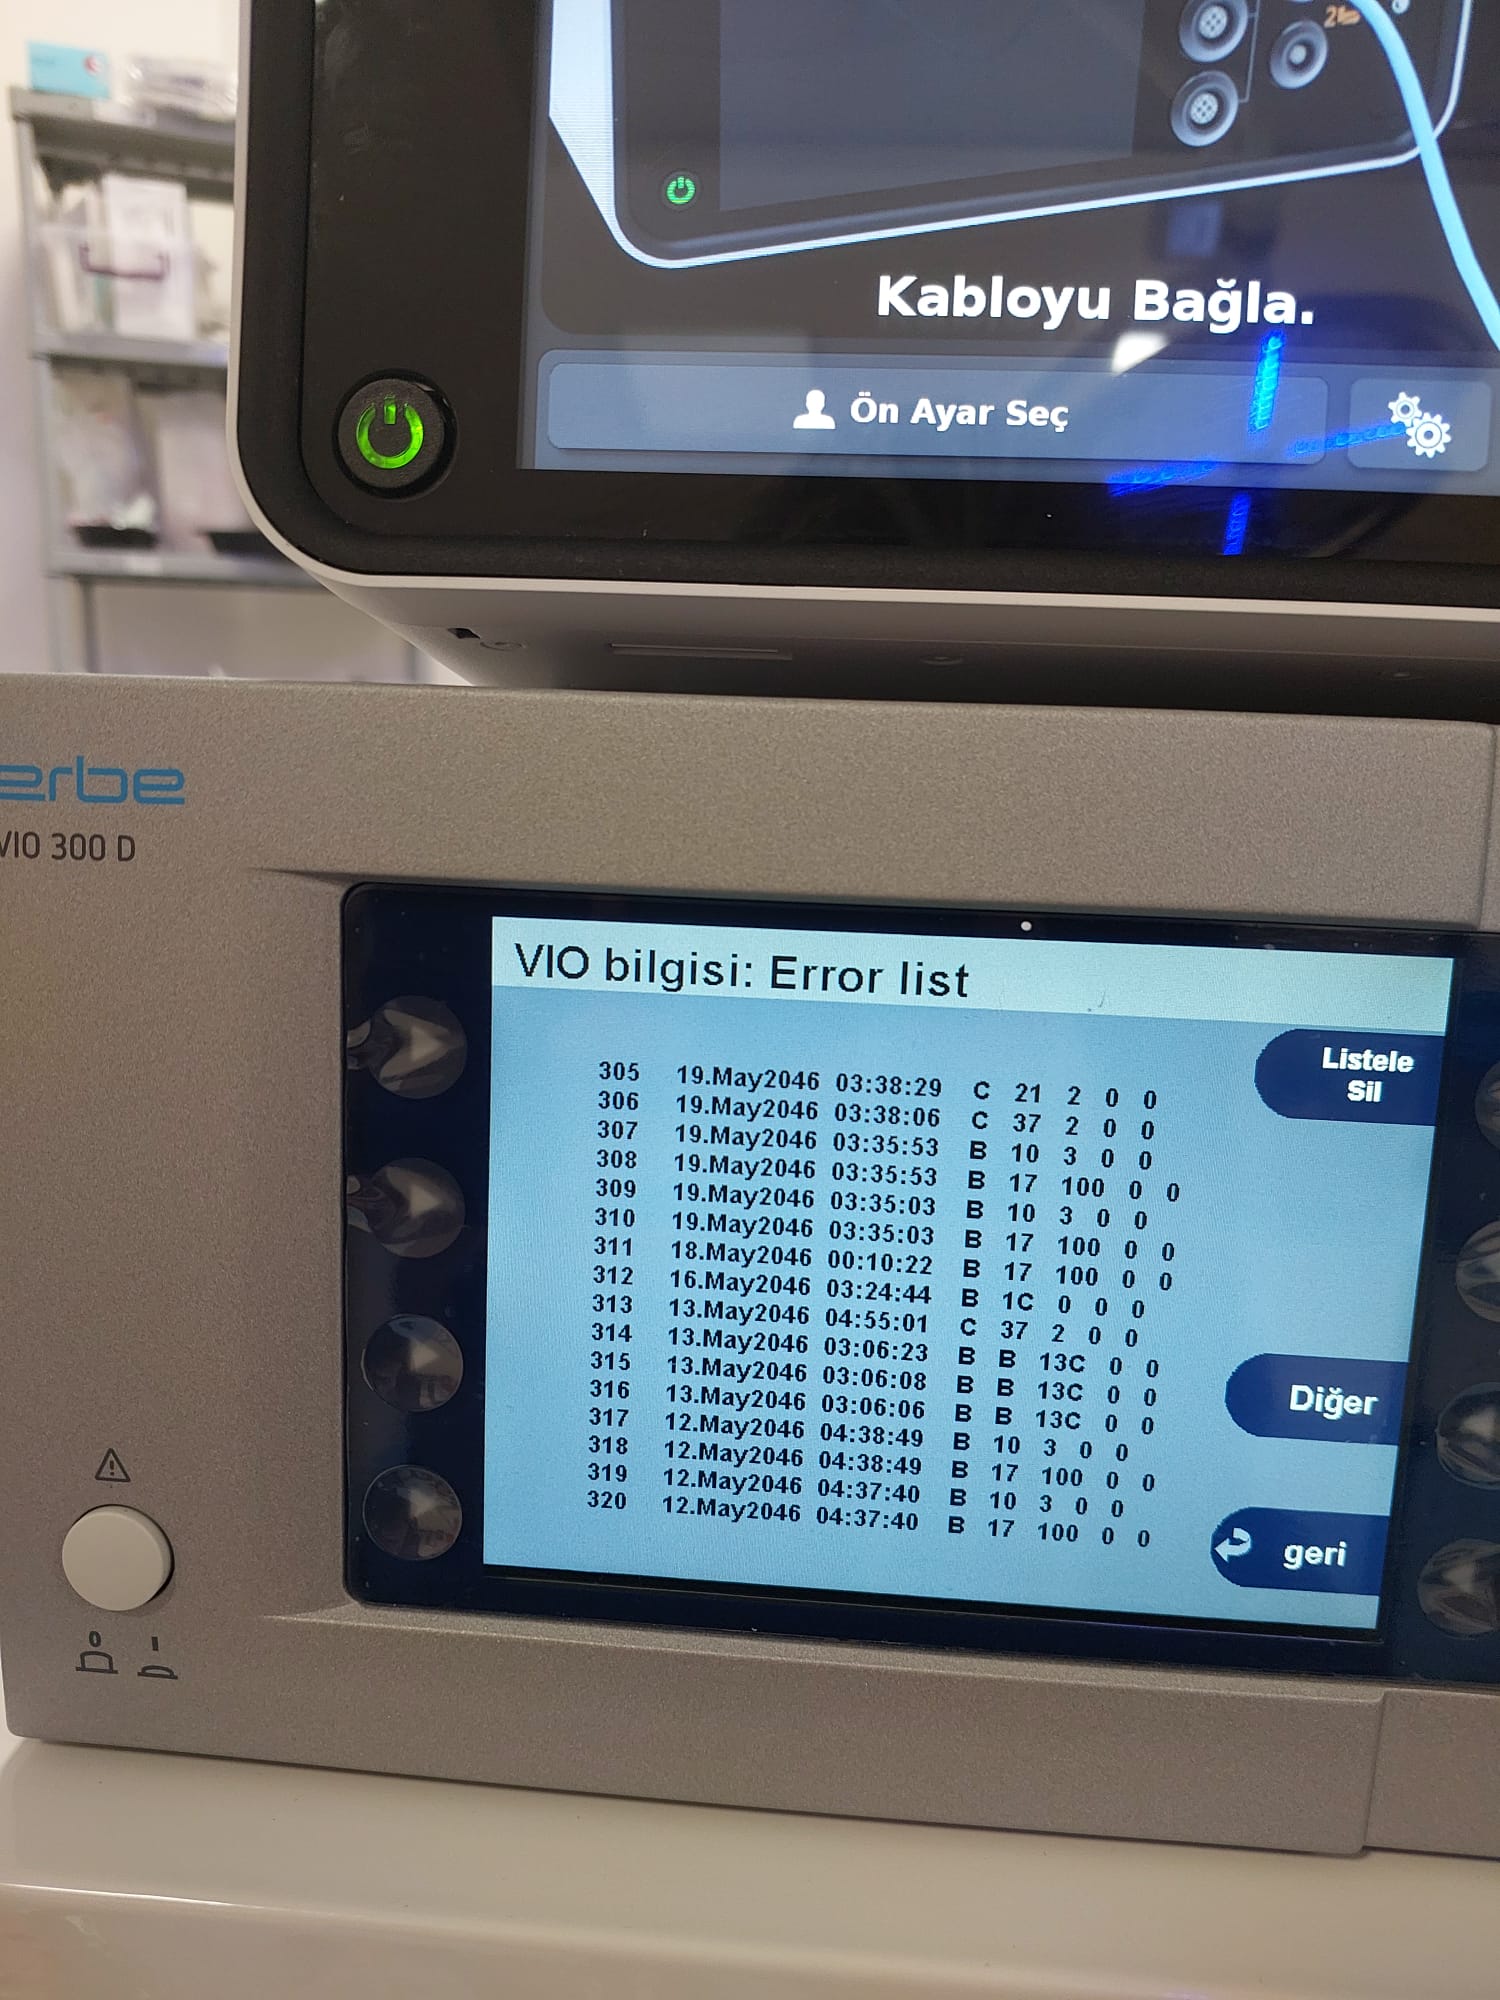 Kabloyu Bağla.
Ön Ayar Seç
erbe
VIO 300 D
VIO bilgisi: Error list
305 19.May2046 03:38:29 C 21 2 0 0
306 19.May2046 03:38:06 C 37 2 0 0
307 19.May2046 03:35:53 B 10 3 0 0
308 19.May2046 03:35:53 B 17 100 0 0
309 19.May2046 03:35:03 B 10 3 0 0
310 19.May2046 03:35:03 B 17 100 0 0
311 18.May2046 00:10:22 B 17 100 0 0
312 16.May2046 03:24:44 B 1C 0 0 0
313 13.May2046 04:55:01 C 37 2 0 0
314 13.May2046 03:06:23 B B 13C 0 0
315 13.May2046 03:06:08 B B 13C 0 0
316 13.May2046 03:06:06 B B 13C 0 0
317 12.May2046 04:38:49 B 10 3 0 0
318 12.May2046 04:38:49 B 17 100 0 0
319 12.May2046 04:37:40 B 10 3 0 0
320 12.May2046 04:37:40 B 17 100 0 0
Listele
Sil
Diğer
geri
0 I